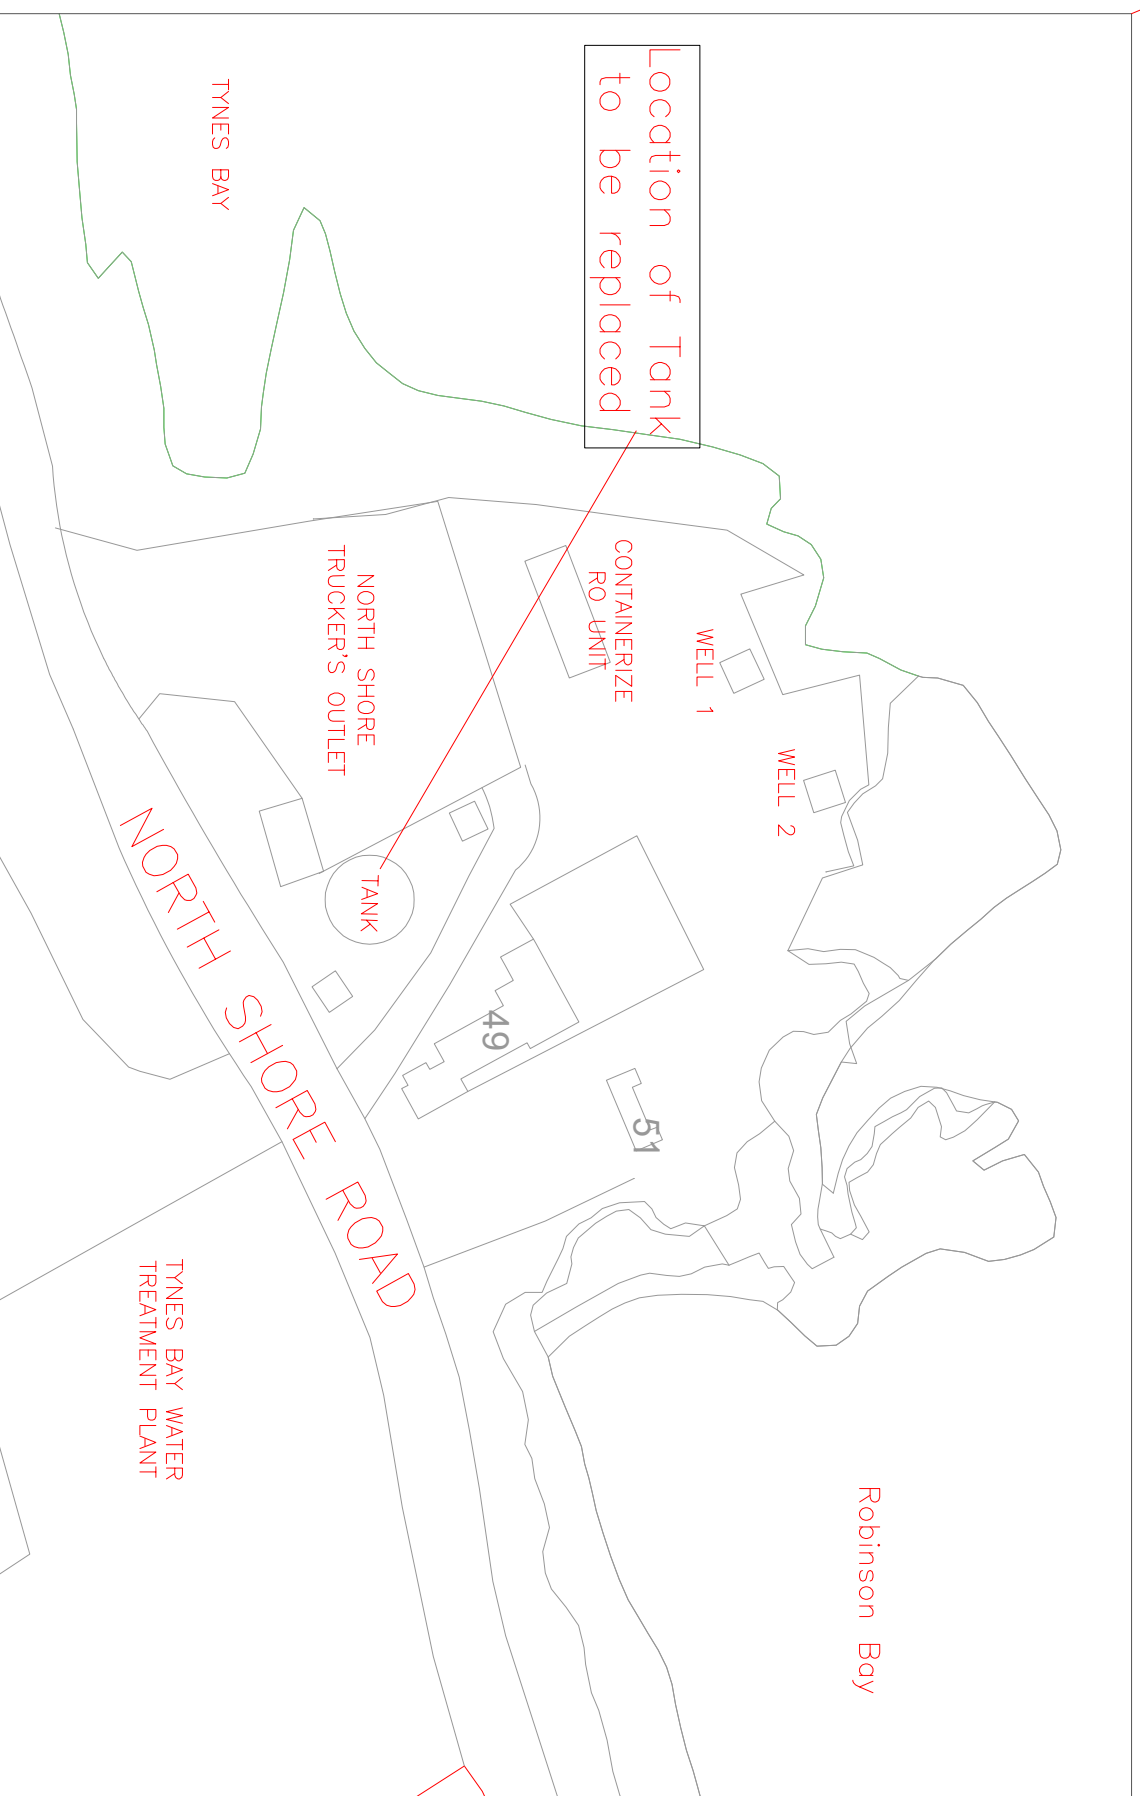 Location of Tank
to be replaced
TYNES BAY
CONTAINERIZE
RO UNIT
WELL 1
WELL 2
NORTH SHORE
TRUCKER'S OUTLET
TANK
NORTH SHORE ROAD
49
51
TYNES BAY WATER
TREATMENT PLANT
Robinson Bay